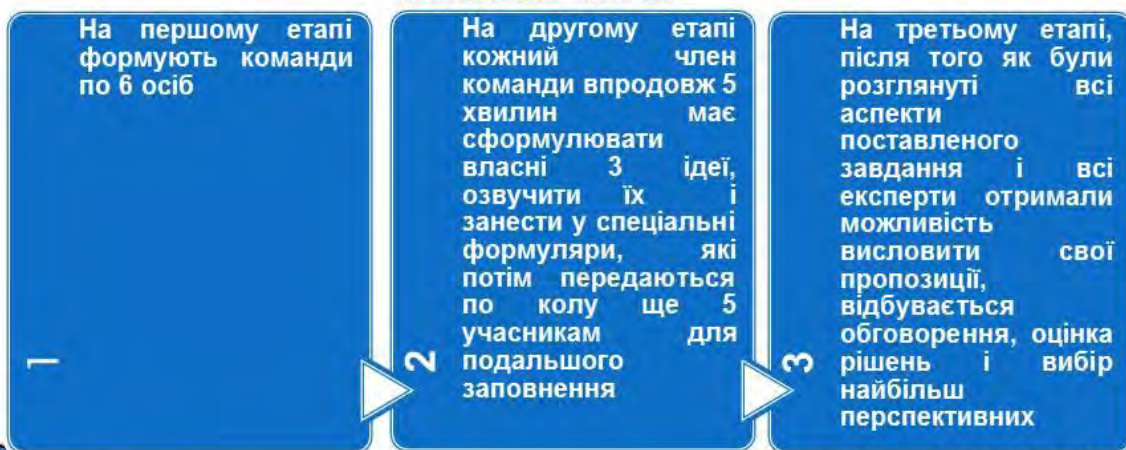 На першому етапі
формують команди
по 6 осіб
1
На другому етапі
кожний член
команди впродовж 5
хвилин має
сформулювати
власні 3 ідеї,
озвучити їх і
занести у спеціальні
формуляри, які
потім передаються
по колу ще 5
учасникам для
подальшого
заповнення
2
На третьому етапі,
після того як були
розглянуті всі
аспекти
поставленого
завдання і всі
експерти отримали
можливість
висловити свої
пропозиції,
відбувається
обговорення, оцінка
рішень і вибір
найбільш
перспективних
3